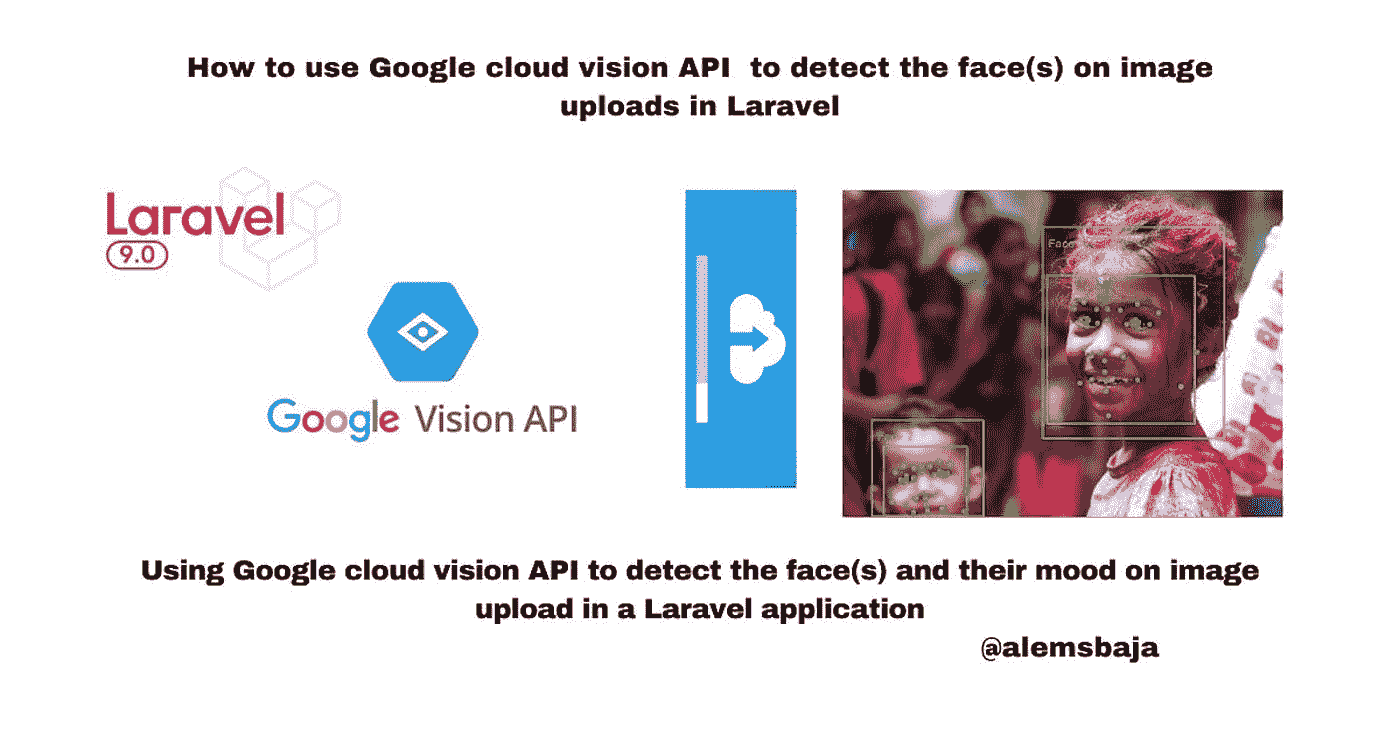 How to use Google cloud vision API to detect the face(s) on image
uploads in Laravel
Laravel
9.0
Face
Google Vision API
Using Google cloud vision API to detect the face(s) and their mood on image
upload in a Laravel application
@alemsbaja